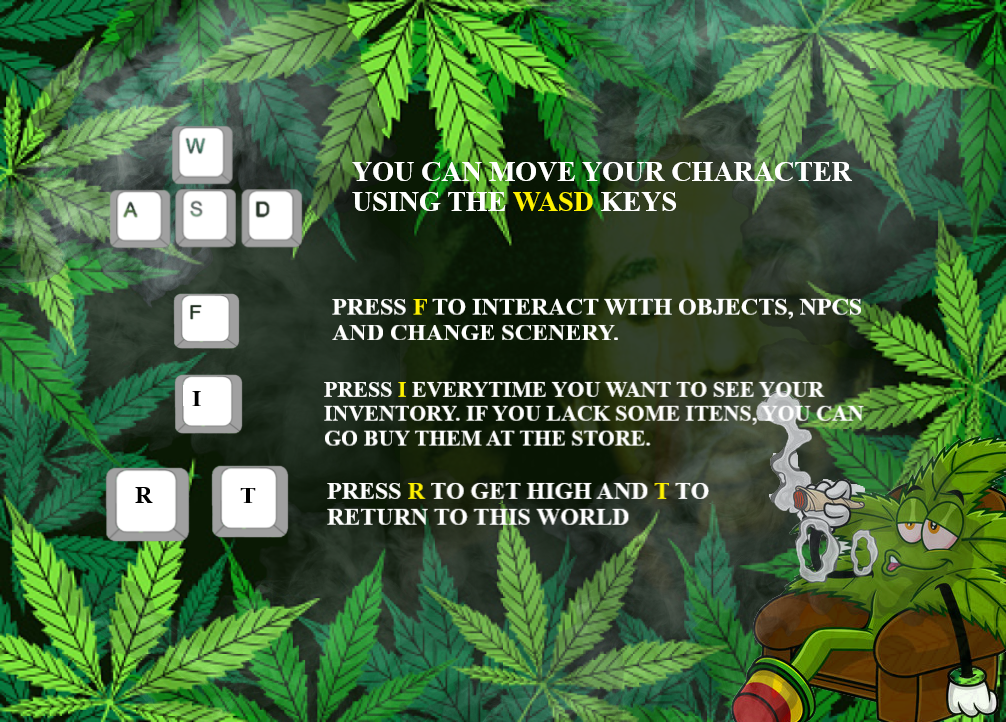 W
A S D
YOU CAN MOVE YOUR CHARACTER
USING THE WASD KEYS
F
PRESS F TO INTERACT WITH OBJECTS, NPCS
AND CHANGE SCENERY.
I
PRESS I EVERYTIME YOU WANT TO SEE YOUR
INVENTORY. IF YOU LACK SOME ITENS, YOU CAN
GO BUY THEM AT THE STORE.
R T
PRESS R TO GET HIGH AND T TO
RETURN TO THIS WORLD